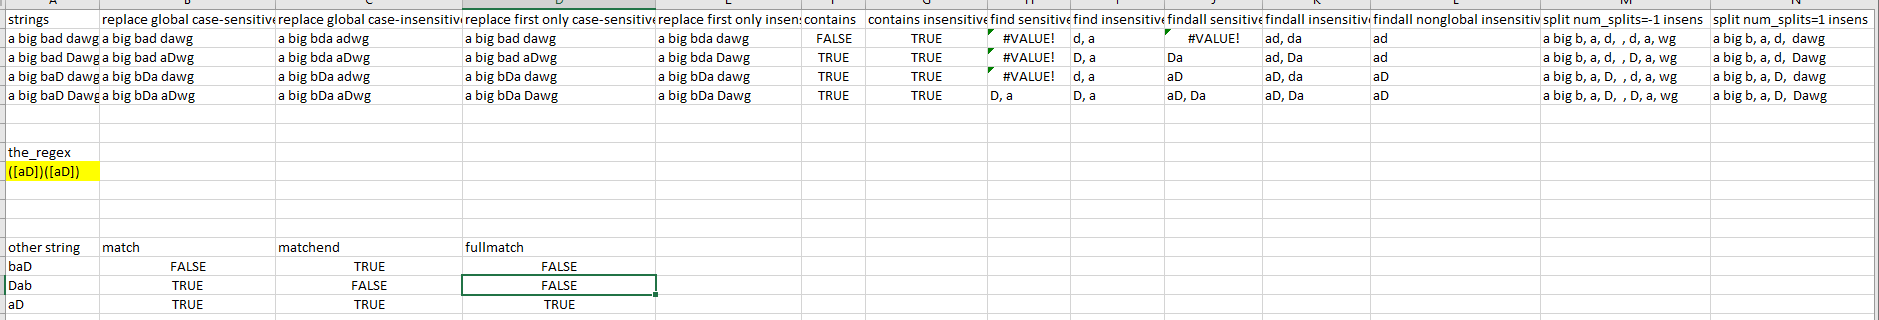 strings replace global case-sensitive replace global case-insensitive replace first only case-sensitive replace first only insens contains contains insensitive find sensitive find insensitive findall sensitive findall insensitive findall nonglobal insensitiv split num_splits=-1 insens split num_splits=1 insens
a big bad dawg a big bad dawg a big bda adwg a big bad dawg a big bda dawg FALSE TRUE #VALUE! d, a #VALUE! ad, da ad a big b, a, d, , d, a, wg a big b, a, d, dawg
a big bad Dawg a big bad aDwg a big bda aDwg a big bad aDwg a big bda Dawg TRUE TRUE #VALUE! D, a Da ad, Da ad a big b, a, d, , D, a, wg a big b, a, d, Dawg
a big baD dawg a big bDa dawg a big bDa adwg a big bDa dawg a big bDa dawg TRUE TRUE #VALUE! d, a aD aD, da aD a big b, a, D, , d, a, wg a big b, a, D, dawg
a big baD Dawg a big bDa aDwg a big bDa aDwg a big bDa Dawg a big bDa Dawg TRUE TRUE D, a D, a aD, Da aD, Da aD a big b, a, D, , D, a, wg a big b, a, D, Dawg
the_regex
([aD])([aD])
other string match matchend fullmatch
baD FALSE TRUE FALSE
Dab TRUE FALSE FALSE
aD TRUE TRUE TRUE